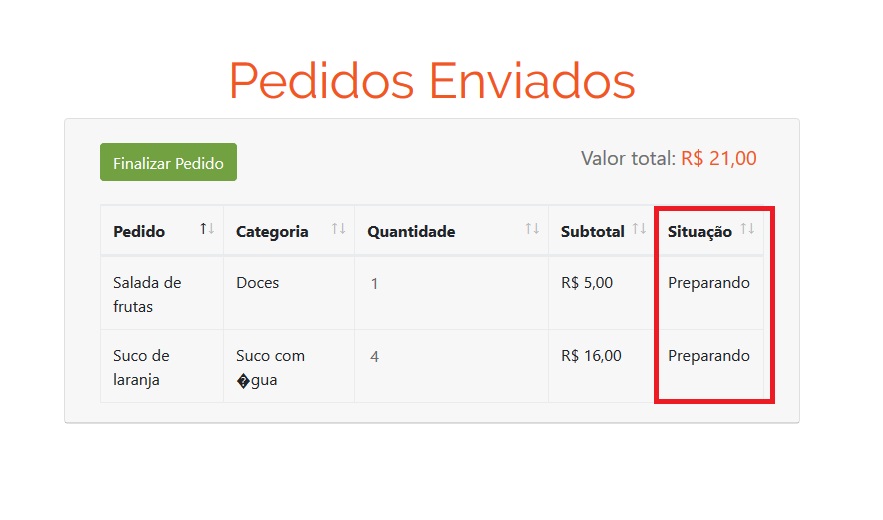 Pedidos Enviados
Finalizar Pedido
Valor total: R$ 21,00
Pedido Categoria Quantidade Subtotal Situação
Salada de frutas Doces 1 R$ 5,00 Preparando
Suco de laranja Suco com �gua 4 R$ 16,00 Preparando